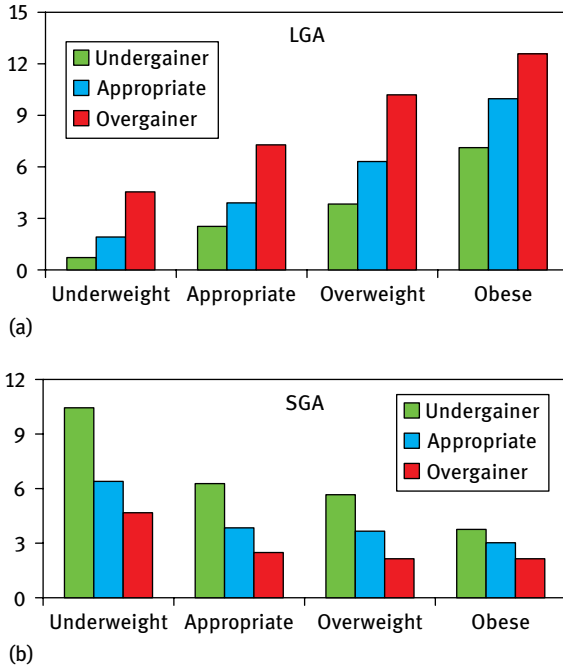 15
LGA
12
Undergainer
Appropriate
9
Overgainer
6
3
0
Underweight Appropriate Overweight Obese
(a)
12
SGA
Undergainer
9
Appropriate
Overgainer
6
3
0
Underweight Appropriate Overweight Obese
(b)